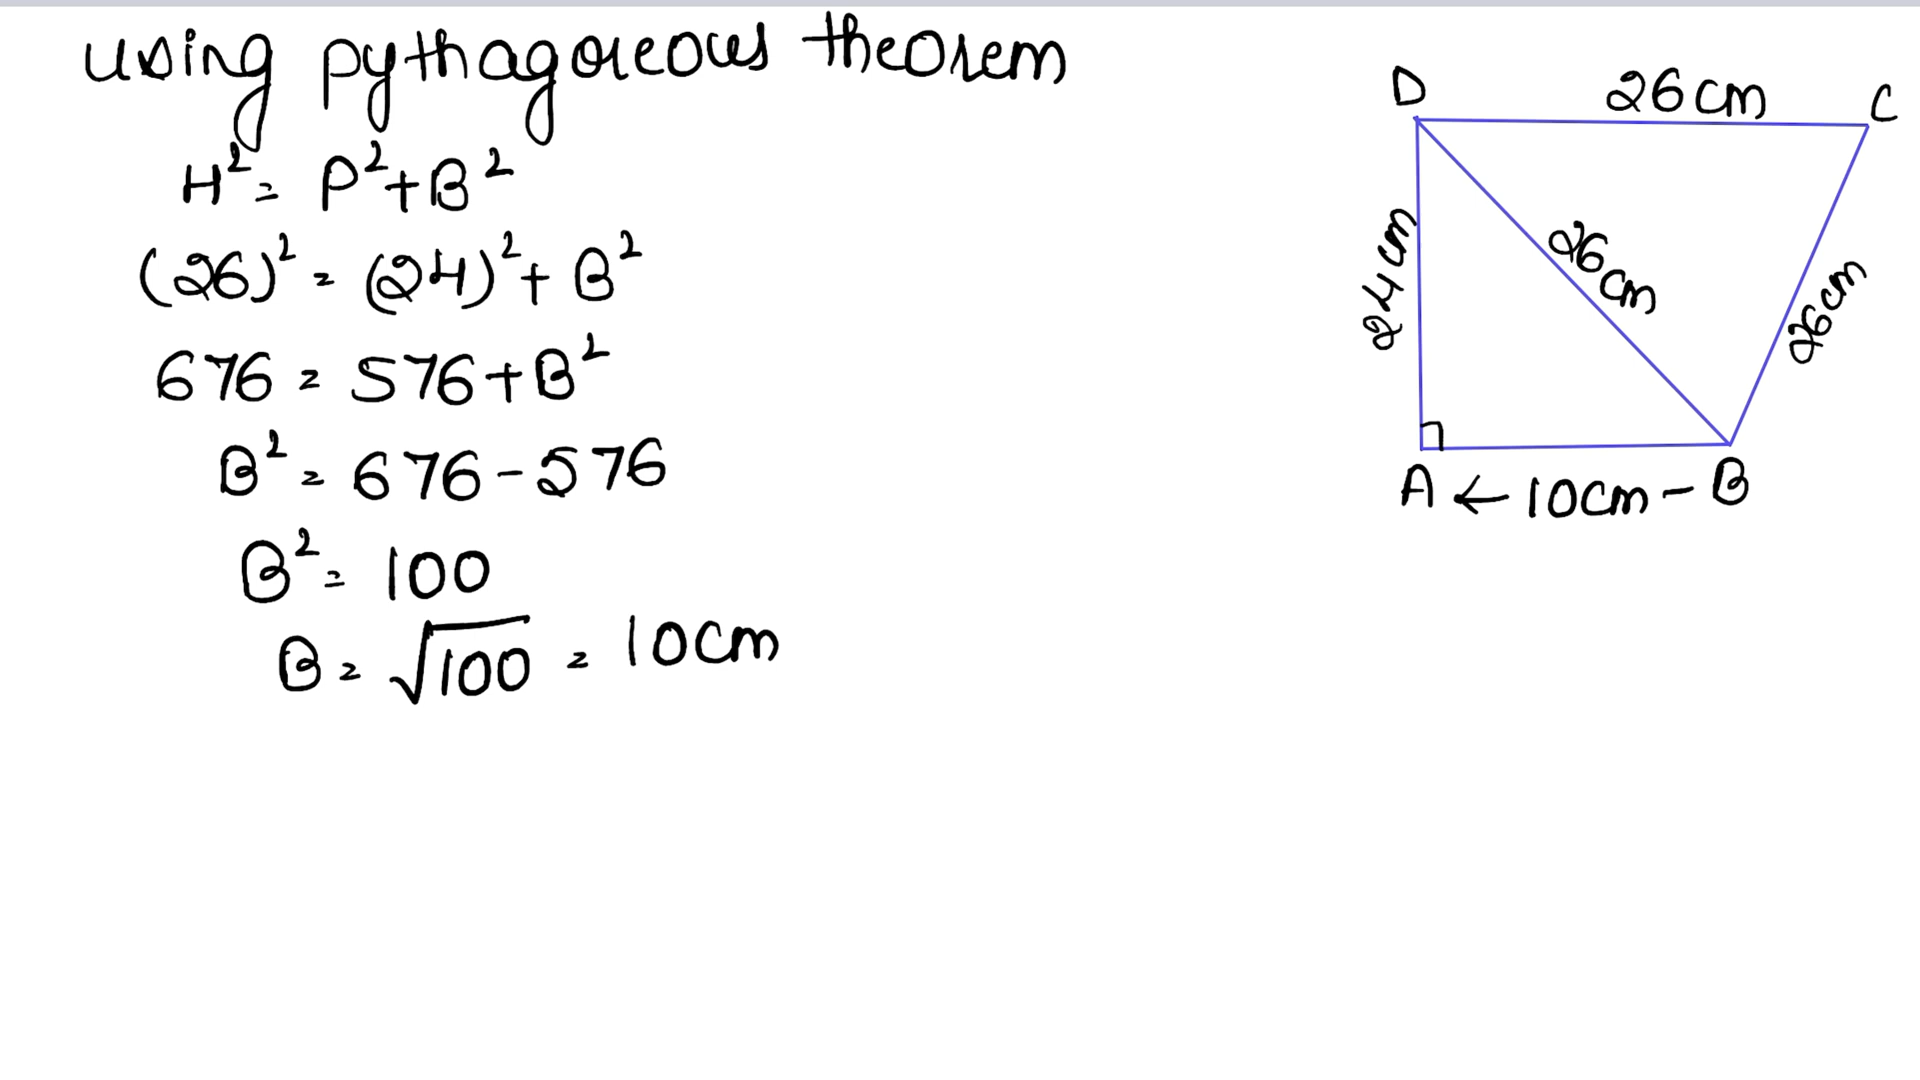 using pythagoreous theorem
H² = P² + B²
(26)² = (24)² + B²
676 = 576 + B²
B² = 676 - 576
B² = 100
B = √100 = 10cm
D 26cm C
24cm
26cm
26cm
A ← 10cm - B